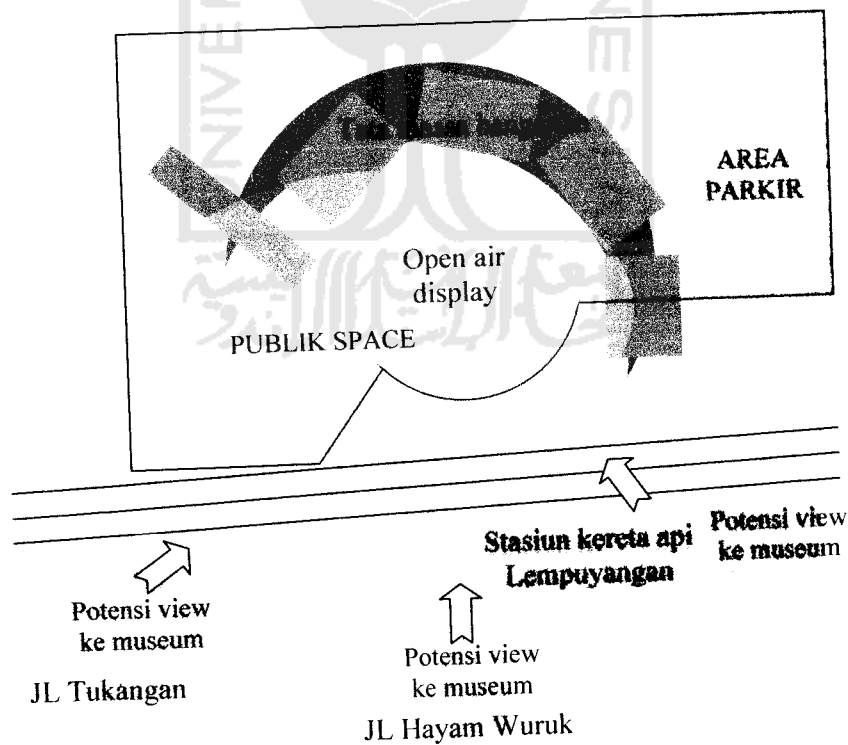 AREA
PARKIR
Open air
display
PUBLIK SPACE
Stasiun kereta api
Lempuyangan
Potensi view
ke museum
Potensi view
ke museum
Potensi view
ke museum
JL Tukangan
JL Hayam Wuruk